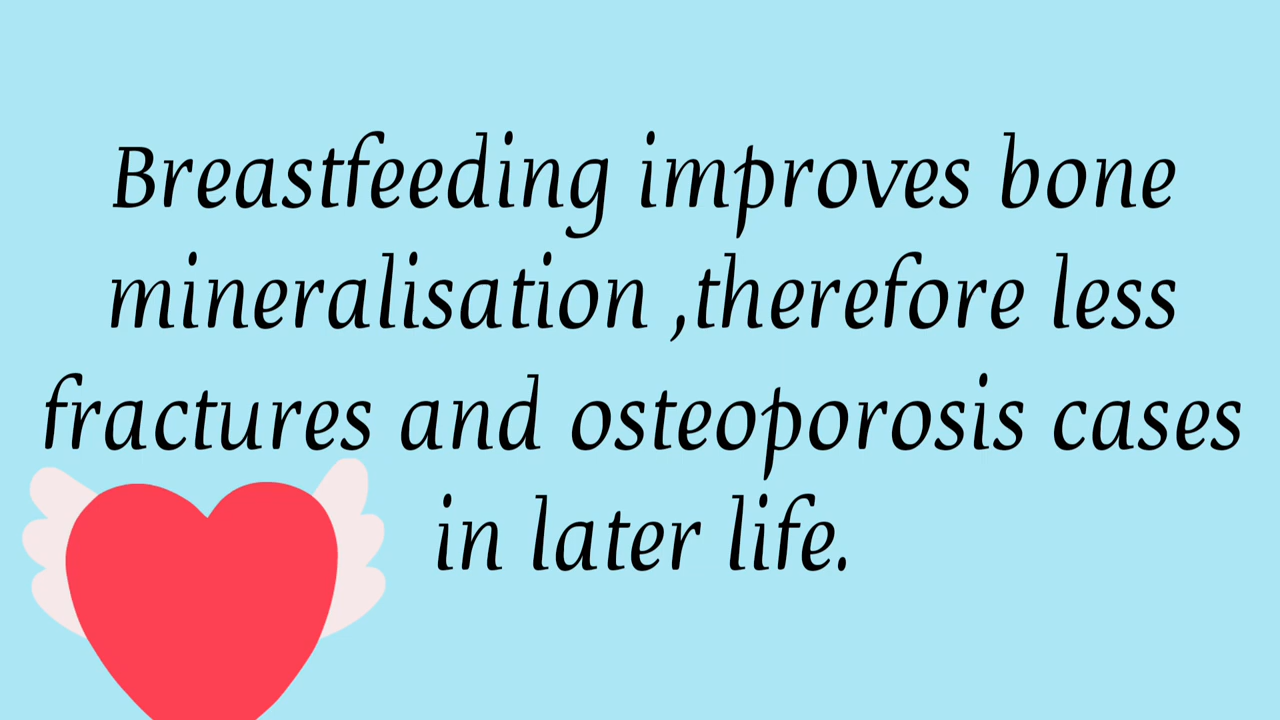 Breastfeeding improves bone
mineralisation ,therefore less
fractures and osteoporosis cases
in later life.